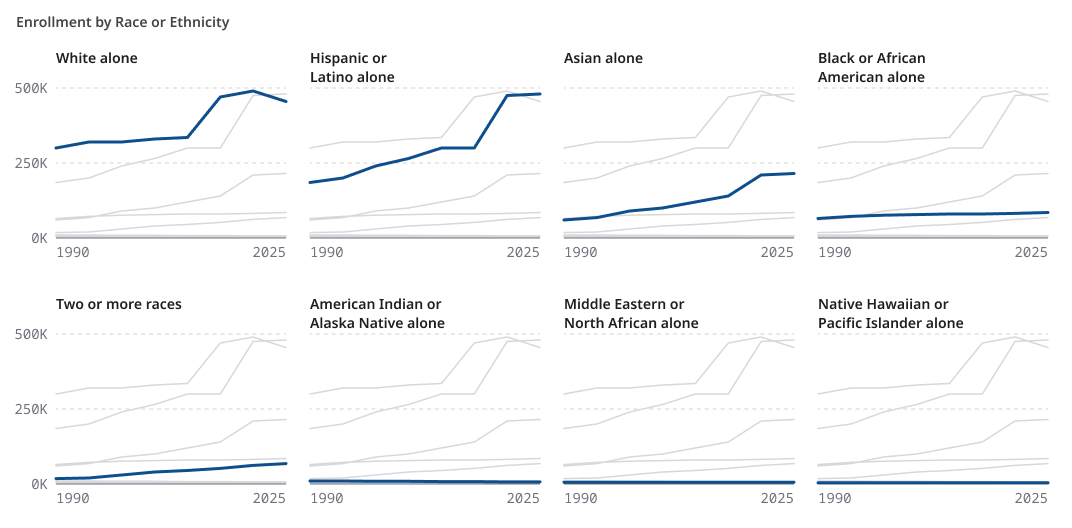 Enrollment by Race or Ethnicity
White alone
Hispanic or
Latino alone
Asian alone
Black or African
American alone
500K
250K
0K
1990 2025
1990 2025
1990 2025
1990 2025
Two or more races
American Indian or
Alaska Native alone
Middle Eastern or
North African alone
Native Hawaiian or
Pacific Islander alone
500K
250K
0K
1990 2025
1990 2025
1990 2025
1990 2025